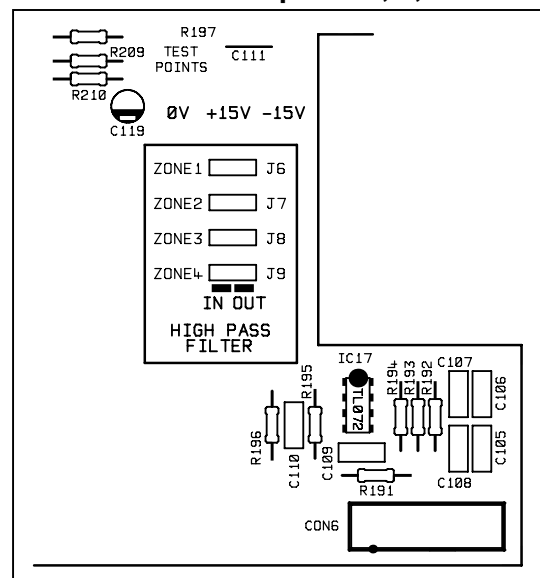 R197
R209
TEST
POINTS
C111
R210
C119
0V +15V -15V
ZONE1 J6
ZONE2 J7
ZONE3 J8
ZONE4 J9
IN OUT
HIGH PASS
FILTER
IC17
TL072
R194
R193
R192
C107
C106
R195
R196
C110
C109
R191
C108
C105
CON6